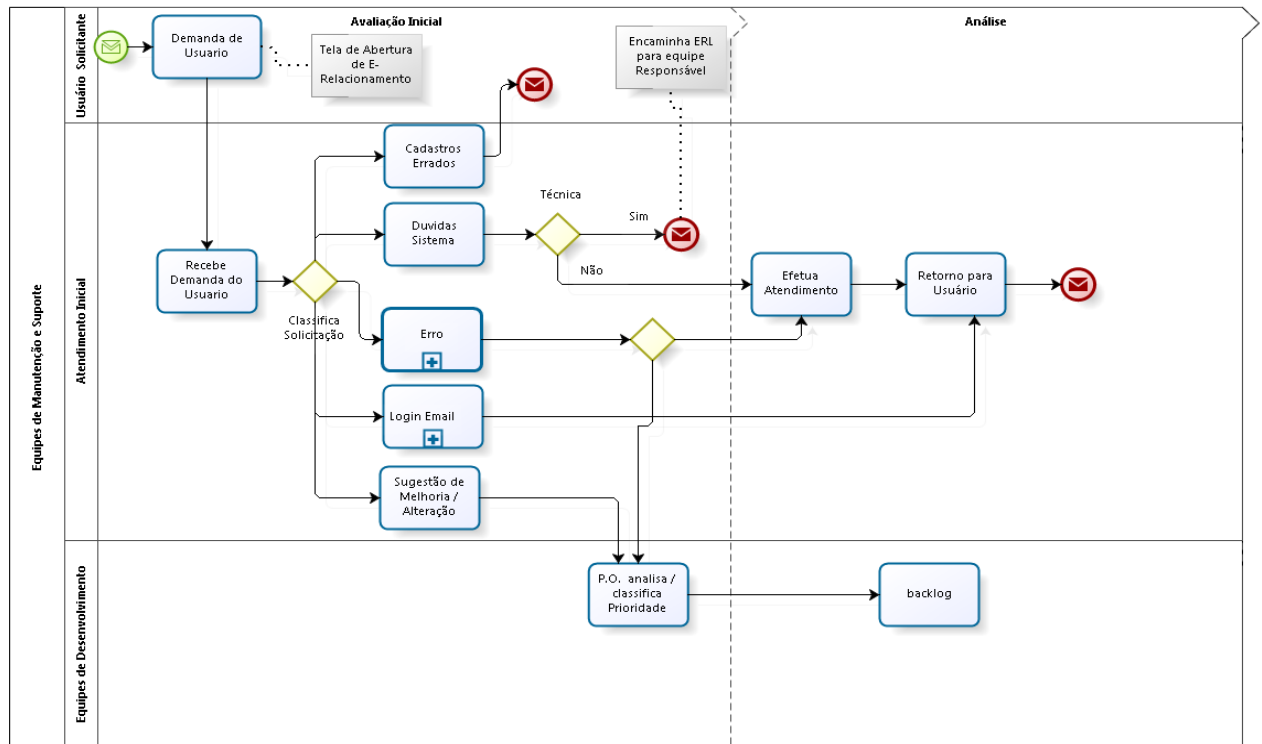 Avaliação Inicial
Análise
Equipes de Manutenção e Suporte
Usuário Solicitante
Demanda de
Usuario
Tela de Abertura
de E-
Relacionamento
Encaminha ERL
para equipe
Responsável
Atendimento Inicial
Cadastros
Errados
Técnica
Duvidas
Sistema
Sim
Não
Recebe
Demanda do
Usuario
Classifica
Solicitação
Efetua
Atendimento
Retorno para
Usuário
Erro
Login Email
Sugestão de
Melhoria /
Alteração
Equipes de Desenvolvimento
P.O. analisa /
classifica
Prioridade
backlog